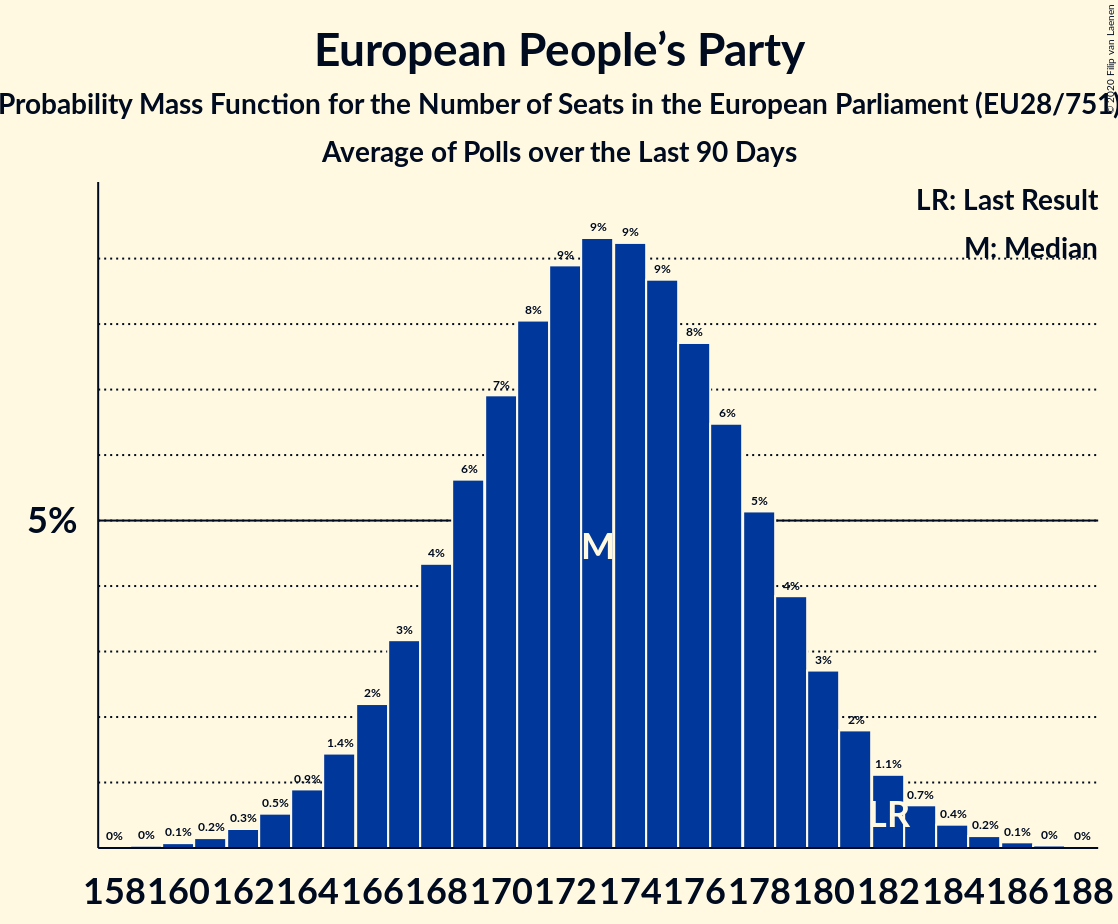 European People’s Party
Probability Mass Function for the Number of Seats in the European Parliament (EU28/751)
Average of Polls over the Last 90 Days
© 2020 Filip van Laenen
LR: Last Result
M: Median
5%
0% 0% 0.1% 0.2% 0.3% 0.5% 0.9% 1.4% 2% 3% 4% 6% 7% 8% 9% 9% 9% 9% 8% 6% 5% 4% 3% 2% 1.1% 0.7% 0.4% 0.2% 0.1% 0% 0%
M
LR
158 160 162 164 166 168 170 172 174 176 178 180 182 184 186 188